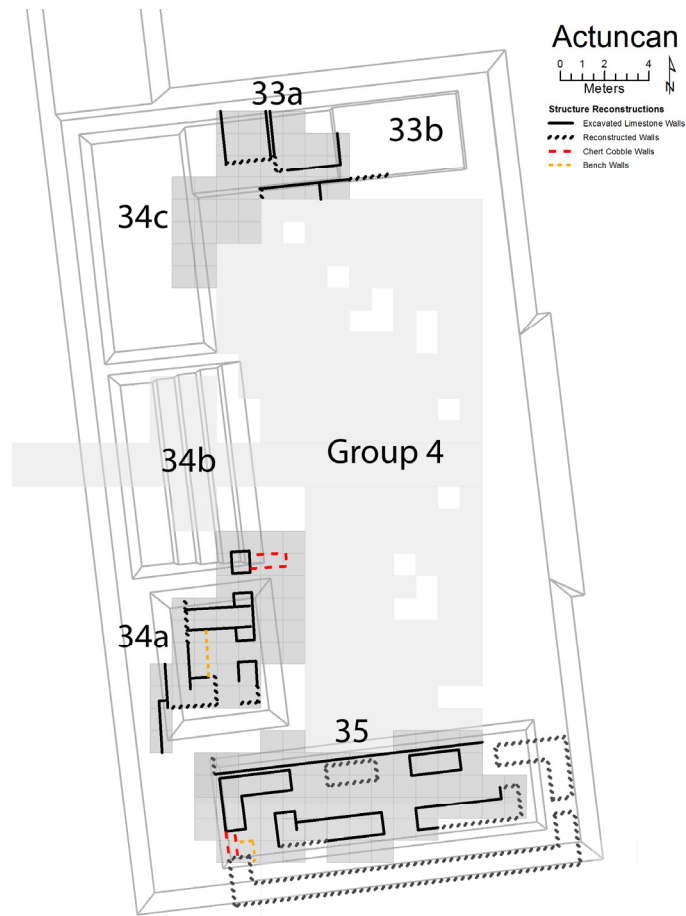 Actuncan
0 1 2 4
Meters
N
Structure Reconstructions
Excavated Limestone Walls
Reconstructed Walls
Chert Cobble Walls
Bench Walls
33a
33b
34c
34b
Group 4
34a
35